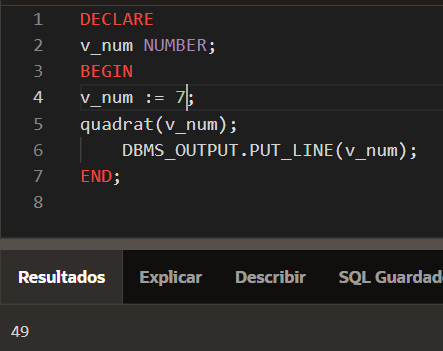 1 DECLARE
2 v_num NUMBER;
3 BEGIN
4 v_num := 7;
5 quadrat(v_num);
6     DBMS_OUTPUT.PUT_LINE(v_num);
7 END;
8
Resultados Explicar Describir SQL Guardad
49